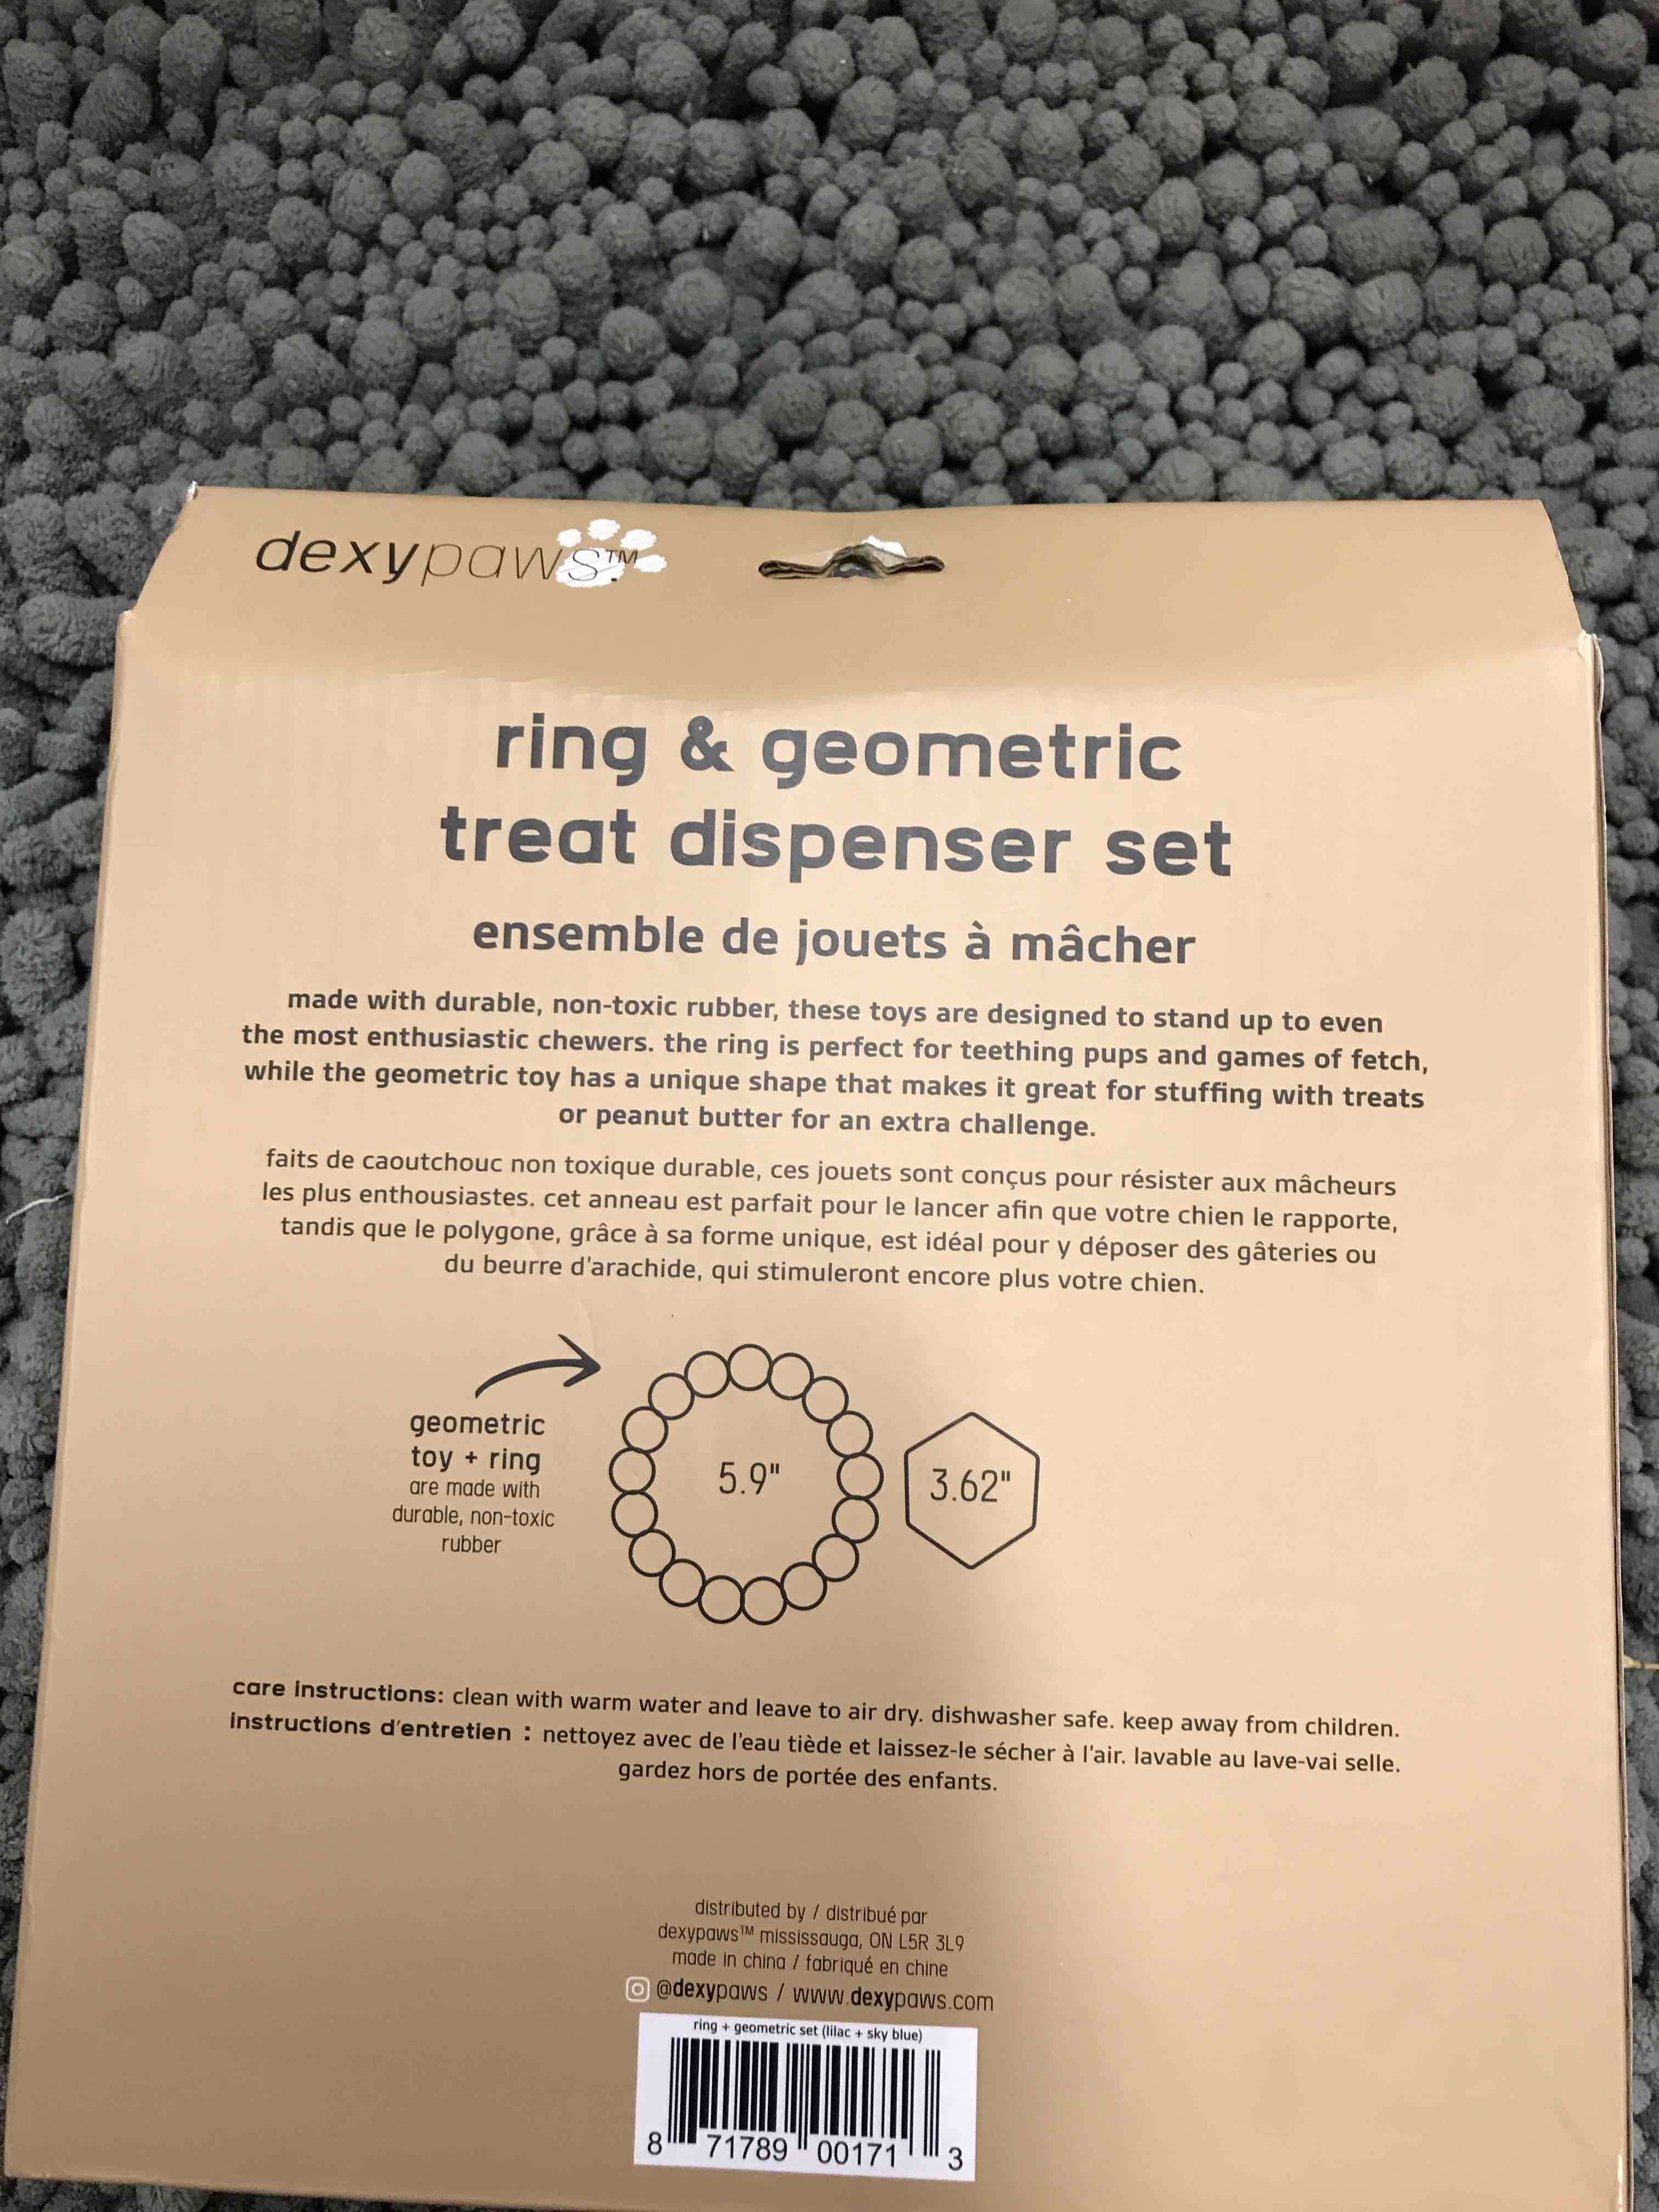 dexypaws.™
ring & geometric
treat dispenser set
ensemble de jouets à mâcher
made with durable, non-toxic rubber, these toys are designed to stand up to even
the most enthusiastic chewers. the ring is perfect for teething pups and games of fetch,
while the geometric toy has a unique shape that makes it great for stuffing with treats
or peanut butter for an extra challenge.
faits de caoutchouc non toxique durable, ces jouets sont conçus pour résister aux mâcheurs
les plus enthousiastes. cet anneau est parfait pour le lancer afin que votre chien le rapporte,
tandis que le polygone, grâce à sa forme unique, est idéal pour y déposer des gâteries ou
du beurre d'arachide, qui stimuleront encore plus votre chien.
geometric
toy + ring
are made with
durable, non-toxic
rubber
5.9"
3.62"
care instructions: clean with warm water and leave to air dry. dishwasher safe. keep away from children.
instructions d'entretien : nettoyez avec de l'eau tiède et laissez-le sécher à l'air. lavable au lave-vai selle.
gardez hors de portée des enfants.
distributed by / distribué par
dexypaws™ mississauga, ON L5R 3L9
made in china / fabriqué en chine
@dexypaws / www.dexypaws.com
ring + geometric set (lilac + sky blue)
8 71789 00171 3